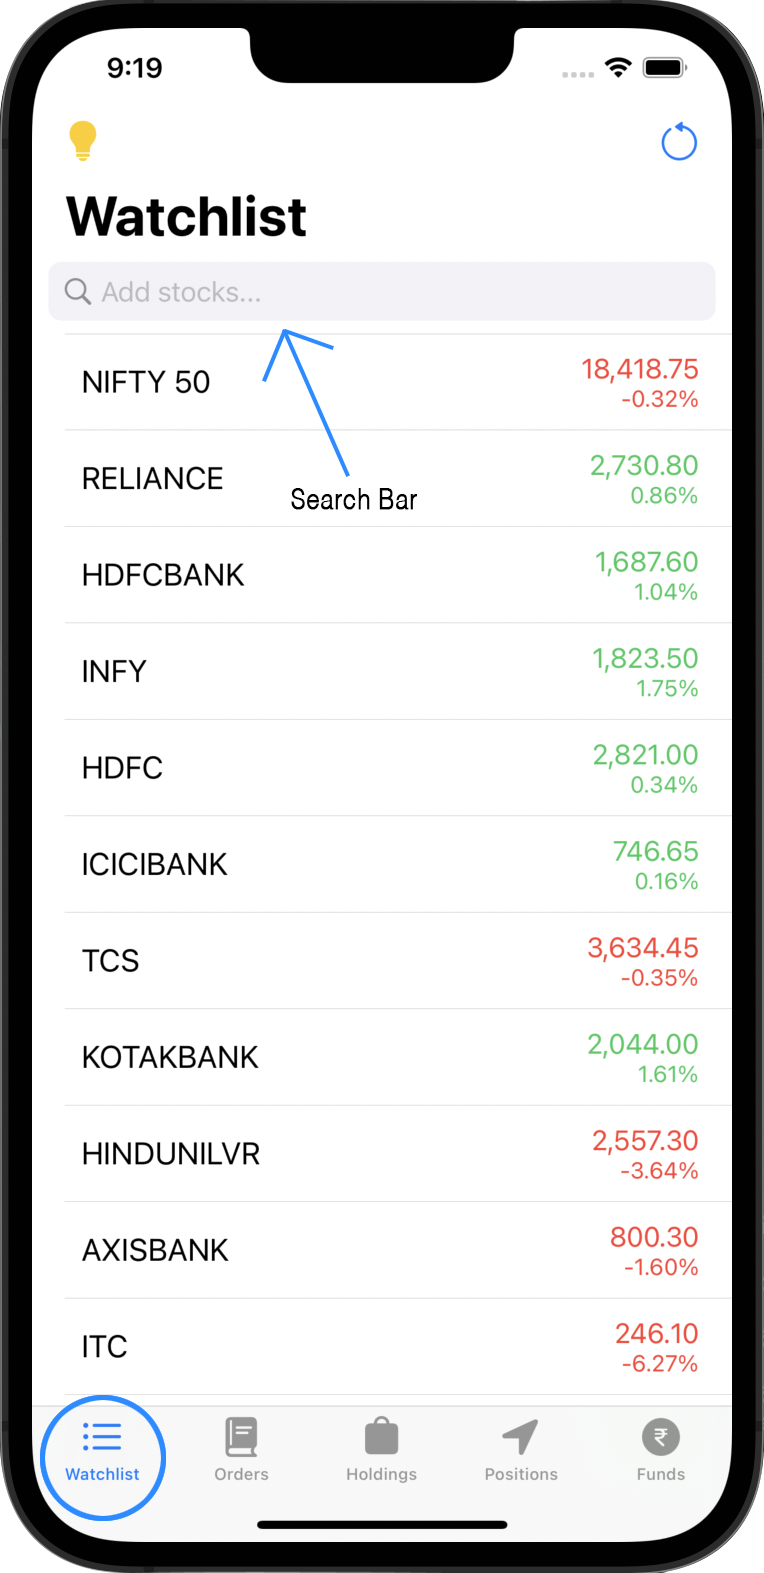 9:19
Watchlist
Add stocks...
NIFTY 50
18,418.75
-0.32%
RELIANCE
2,730.80
0.86%
Search Bar
HDFCBANK
1,687.60
1.04%
INFY
1,823.50
1.75%
HDFC
2,821.00
0.34%
ICICIBANK
746.65
0.16%
TCS
3,634.45
-0.35%
KOTAKBANK
2,044.00
1.61%
HINDUNILVR
2,557.30
-3.64%
AXISBANK
800.30
-1.60%
ITC
246.10
-6.27%
₹
Watchlist Orders Holdings Positions Funds